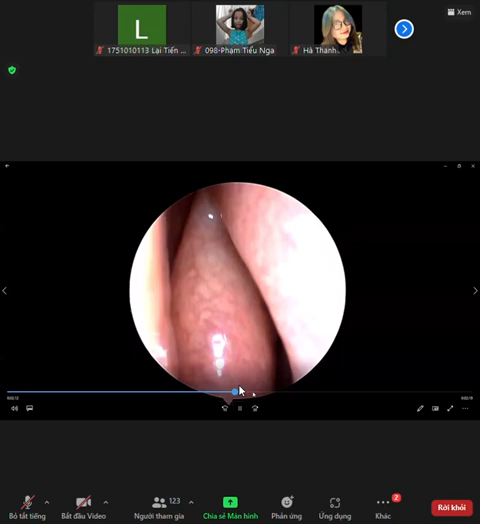 Xem
L
1751010113 Lại Tiến ...
098-Phạm Tiểu Nga
Hà Thanh
Bỏ tắt tiếng
Bắt đầu Video
Người tham gia
123
Chia sẻ Màn hình
Phản ứng
Ứng dụng
Khác
2
Rời khỏi